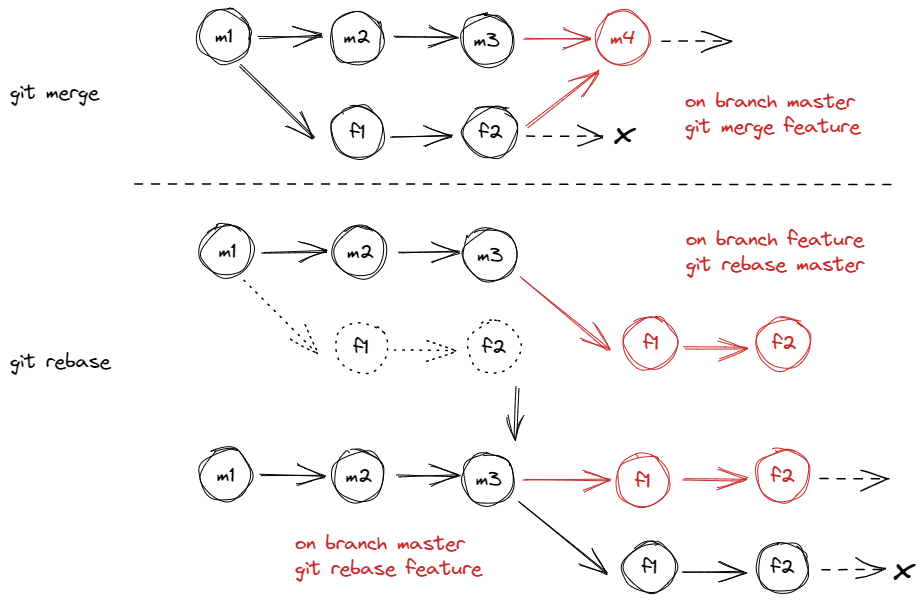 m1 m2 m3 m4
git merge
f1 f2 x
on branch master
git merge feature
m1 m2 m3
on branch feature
git rebase master
f1 f2 f1 f2
git rebase
m1 m2 m3 f1 f2
on branch master
git rebase feature
f1 f2 x